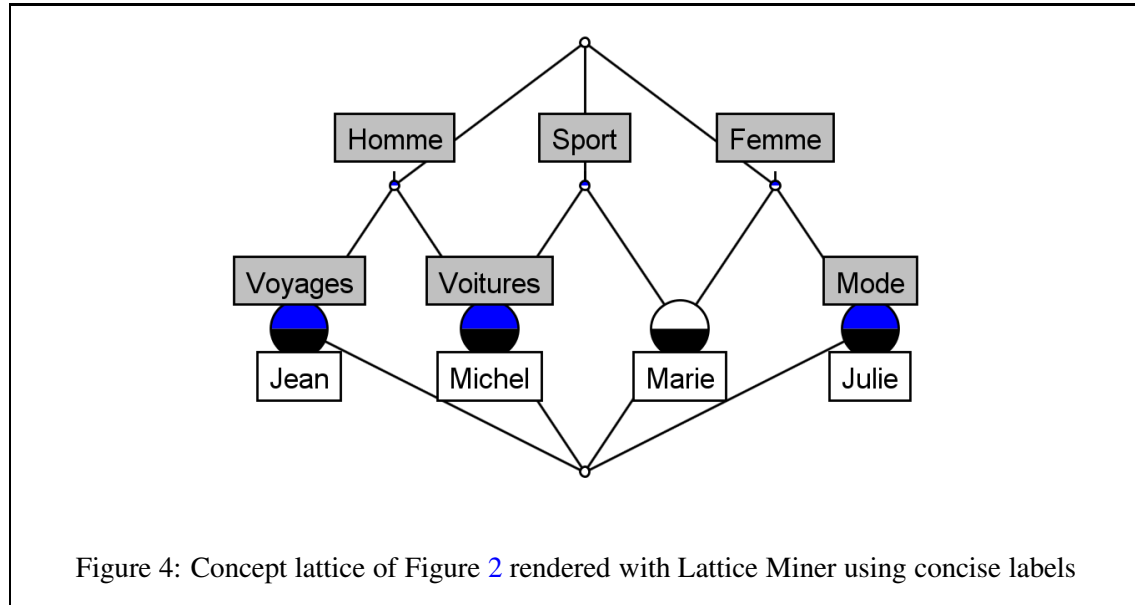 Homme Sport Femme
Voyages Voitures Mode
Jean Michel Marie Julie
Figure 4: Concept lattice of Figure 2 rendered with Lattice Miner using concise labels